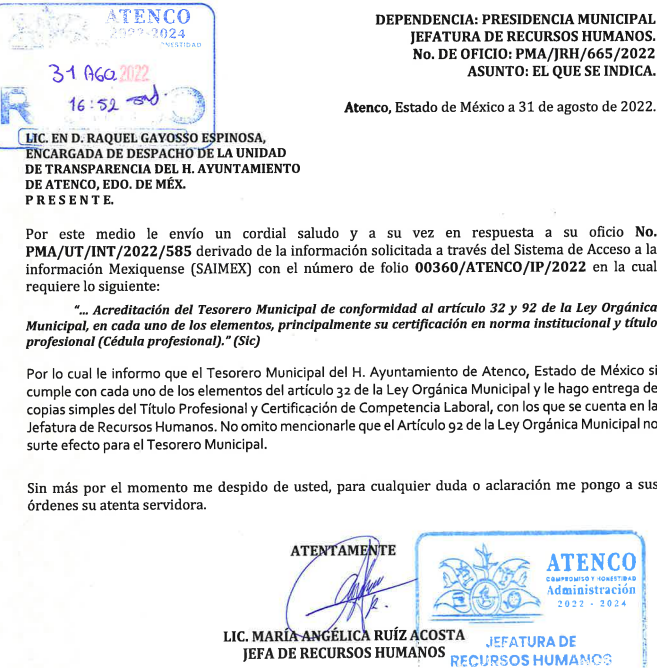 ATENCO
2022-2024
31 AGO 2022
16:52
DEPENDENCIA: PRESIDENCIA MUNICIPAL
JEFATURA DE RECURSOS HUMANOS.
No. DE OFICIO: PMA/JRH/665/2022
ASUNTO: EL QUE SE INDICA.
Atenco, Estado de México a 31 de agosto de 2022.
LIC. EN D. RAQUEL GAYOSSO ESPINOSA,
ENCARGADA DE DESPACHO DE LA UNIDAD
DE TRANSPARENCIA DEL H. AYUNTAMIENTO
DE ATENCO, EDO. DE MÉX.
P R E S E N T E.
Por este medio le envío un cordial saludo y a su vez en respuesta a su oficio No.
PMA/UT/INT/2022/585 derivado de la información solicitada a través del Sistema de Acceso a la
información Mexiquense (SAIMEX) con el número de folio 00360/ATENCO/IP/2022 en la cual
requiere lo siguiente:
“... Acreditación del Tesorero Municipal de conformidad al artículo 32 y 92 de la Ley Orgánica
Municipal, en cada uno de los elementos, principalmente su certificación en norma institucional y título
profesional (Cédula profesional).” (Sic)
Por lo cual le informo que el Tesorero Municipal del H. Ayuntamiento de Atenco, Estado de México si
cumple con cada uno de los elementos del artículo 32 de la Ley Orgánica Municipal y le hago entrega de
copias simples del Título Profesional y Certificación de Competencia Laboral, con los que se cuenta en la
Jefatura de Recursos Humanos. No omito mencionarle que el Artículo 92 de la Ley Orgánica Municipal no
surte efecto para el Tesorero Municipal.
Sin más por el momento me despido de usted, para cualquier duda o aclaración me pongo a sus
órdenes su atenta servidora.
ATENTAMENTE
LIC. MARÍA ANGÉLICA RUÍZ ACOSTA
JEFA DE RECURSOS HUMANOS
ATENCO
COMPROMISO Y HONESTIDAD
Administración
2022 - 2024
JEFATURA DE
RECURSOS HUMANOS